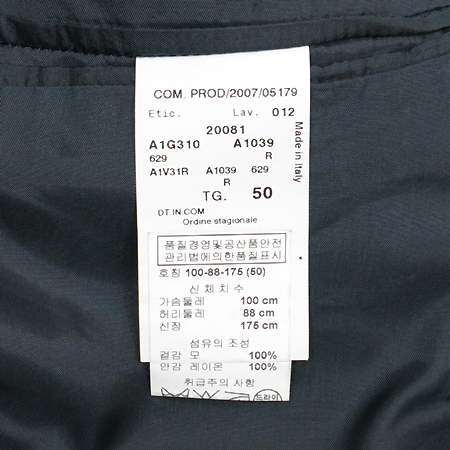 COM. PROD/2007/05179
Etic. Lav. 012
20081
A1G310 A1039
629 R
A1V31R A1039 629
R
TG. 50
DT.IN COM
Ordine stagionale
Made in Italy
품질경영및공산품안전
관리법에의한품질표시
호칭 100-88-175 (50)
신 체 치 수
가슴둘레 100 cm
허리둘레 88 cm
신장 175 cm
섬유의 조성
겉감 모 100%
안감 레이온 100%
취급주의 사항
드라이